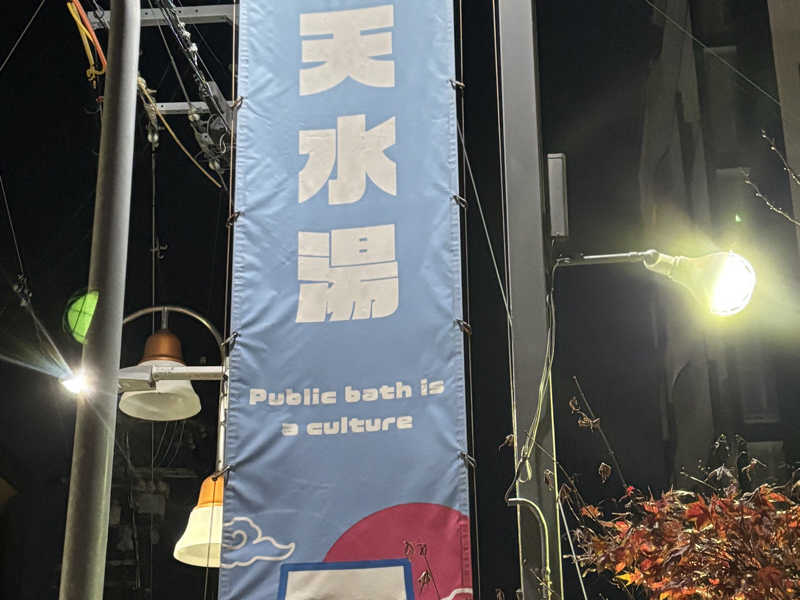 天水湯
Public bath is
a culture